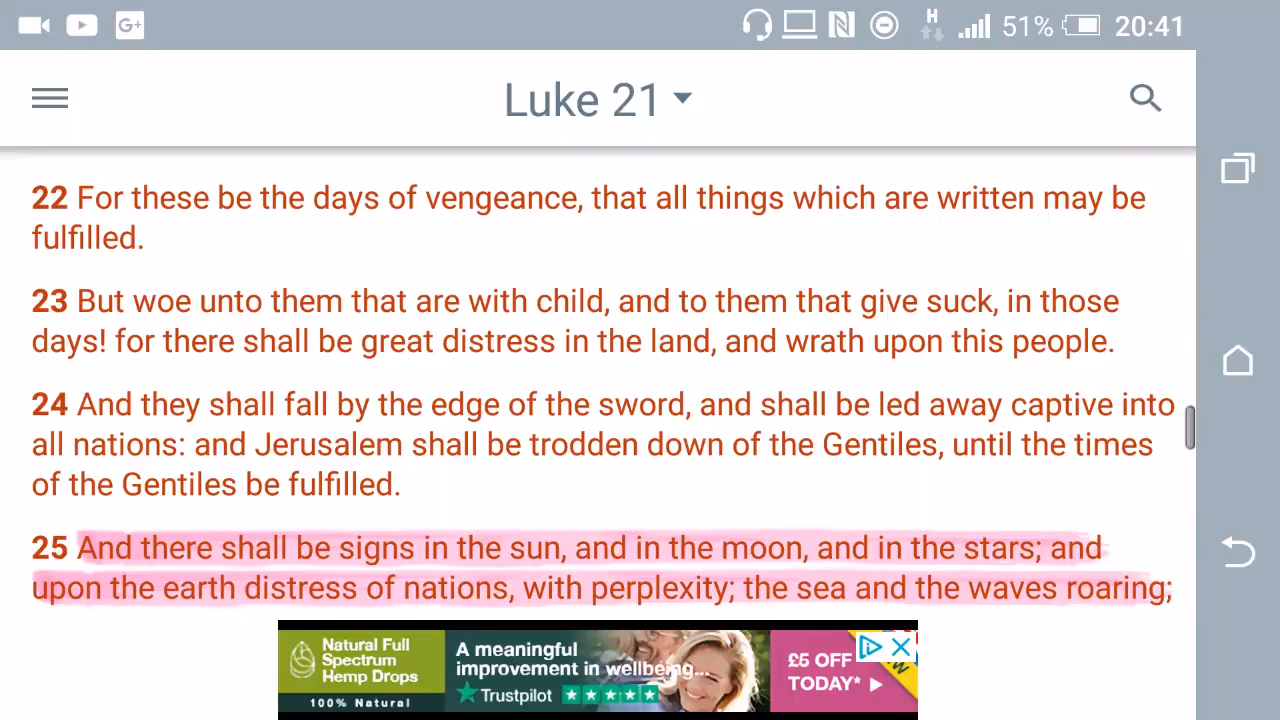 G+ H 51% 20:41
Luke 21
22 For these be the days of vengeance, that all things which are written may be
fulfilled.
23 But woe unto them that are with child, and to them that give suck, in those
days! for there shall be great distress in the land, and wrath upon this people.
24 And they shall fall by the edge of the sword, and shall be led away captive into
all nations: and Jerusalem shall be trodden down of the Gentiles, until the times
of the Gentiles be fulfilled.
25 And there shall be signs in the sun, and in the moon, and in the stars; and
upon the earth distress of nations, with perplexity; the sea and the waves roaring;
Natural Full
Spectrum
Hemp Drops
100% Natural
A meaningful
improvement in wellbeing...
Trustpilot
£5 OFF
TODAY*